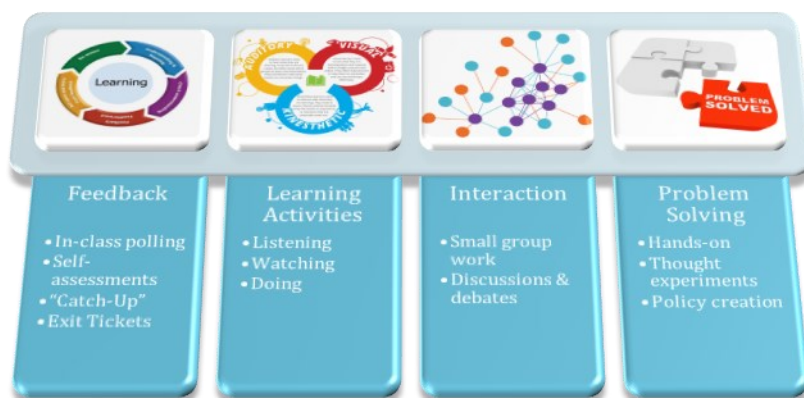 Learning
AUDITORY
VISUAL
KINESTHETIC
PROBLEM
SOLVED
Feedback
•In-class polling
•Self-
assessments
•"Catch-Up"
•Exit Tickets
Learning
Activities
•Listening
•Watching
•Doing
Interaction
•Small group
work
•Discussions &
debates
Problem
Solving
•Hands-on
•Thought
experiments
•Policy creation